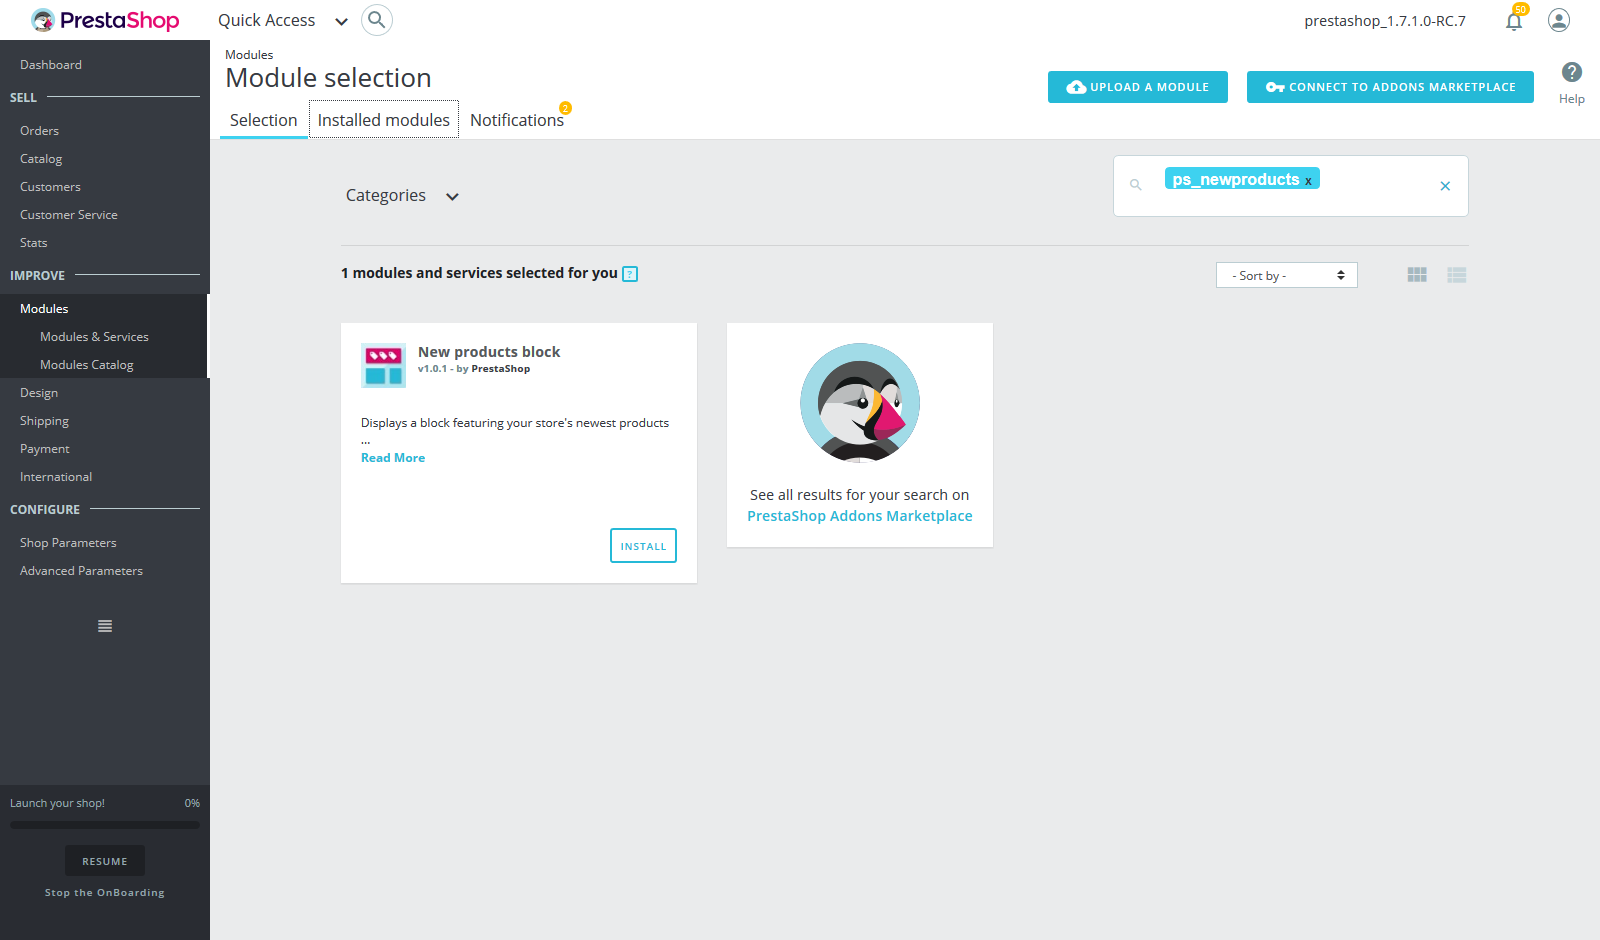 PrestaShop
Quick Access
prestashop_1.7.1.0-RC.7
50
Dashboard
SELL
Orders
Catalog
Customers
Customer Service
Stats
IMPROVE
Modules
Modules & Services
Modules Catalog
Design
Shipping
Payment
International
CONFIGURE
Shop Parameters
Advanced Parameters
Launch your shop! 0%
RESUME
Stop the OnBoarding
Modules
Module selection
UPLOAD A MODULE
CONNECT TO ADDONS MARKETPLACE
?
Help
Selection
Installed modules
Notifications
2
Categories
ps_newproducts x
×
1 modules and services selected for you ?
- Sort by -
New products block
v1.0.1 - by PrestaShop
Displays a block featuring your store's newest products
...
Read More
INSTALL
See all results for your search on
PrestaShop Addons Marketplace